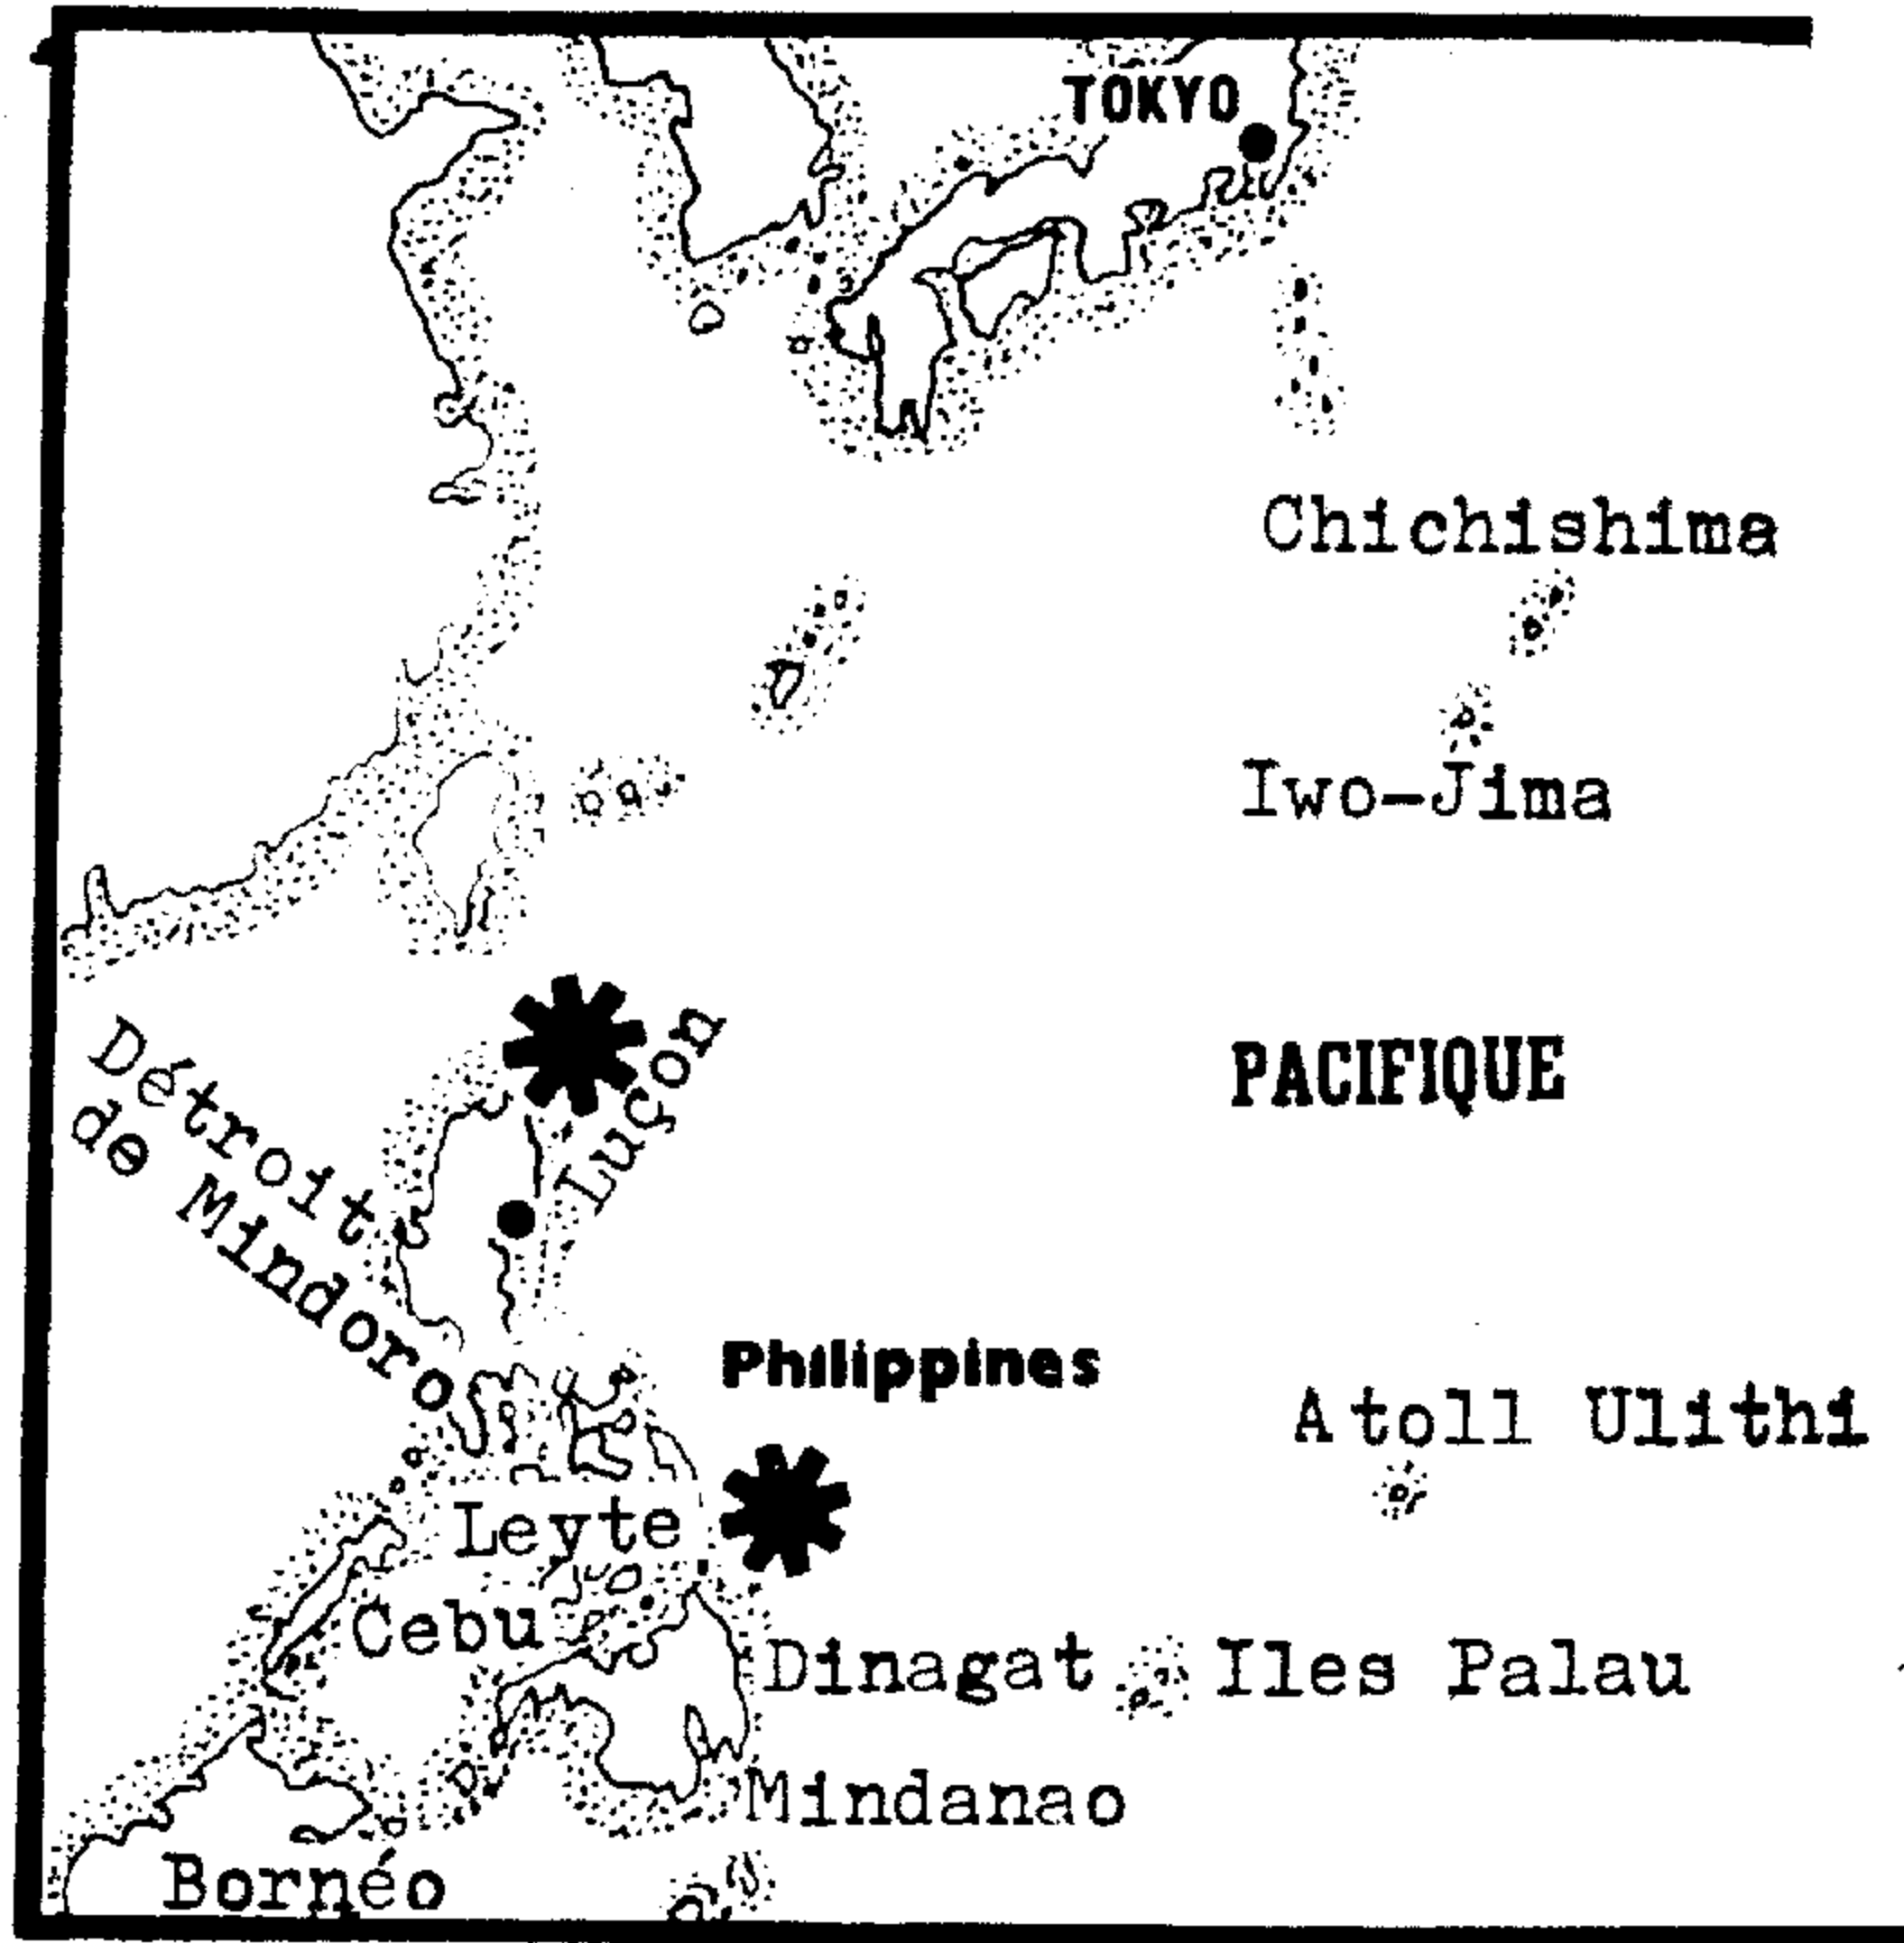 TOKYO
Chichishima
Iwo-Jima
Détroit
de Mindoro
Luçon
PACIFIQUE
Philippines
Atoll Ulithi
Leyte
Cebu
Dinagat
Iles Palau
Mindanao
Bornéo